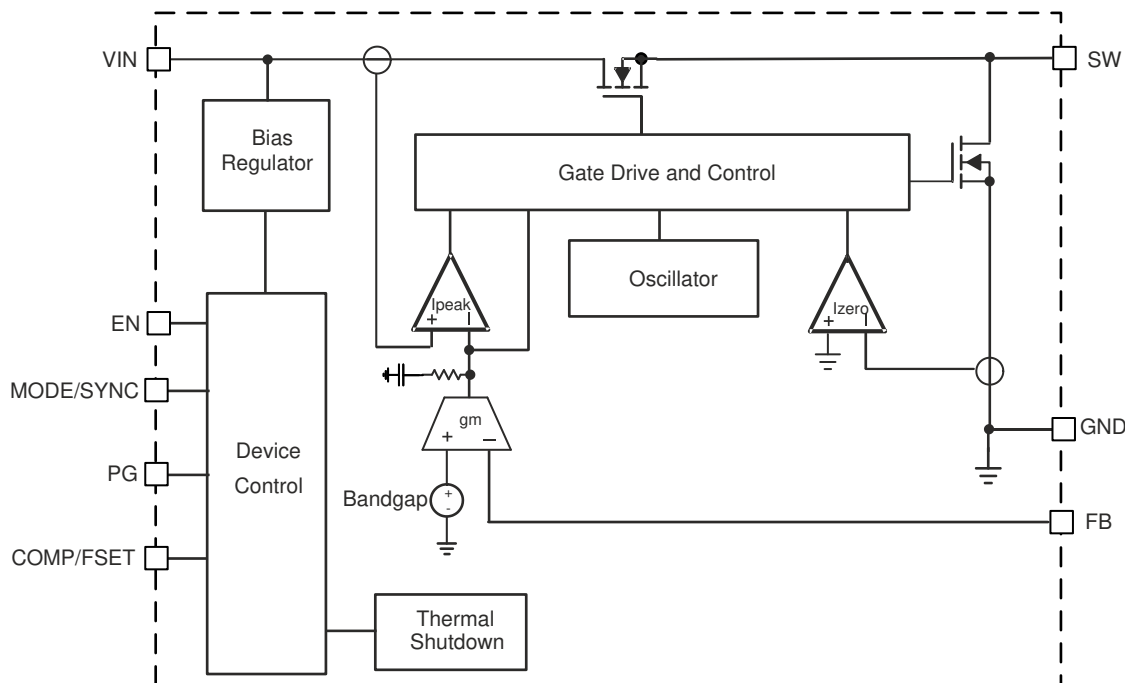 VIN
SW
Bias
Regulator
Gate Drive and Control
Oscillator
Ipeak
+
Izero
+
EN
MODE/SYNC
PG
COMP/FSET
Device
Control
gm
+ −
Bandgap
+
-
GND
FB
Thermal
Shutdown